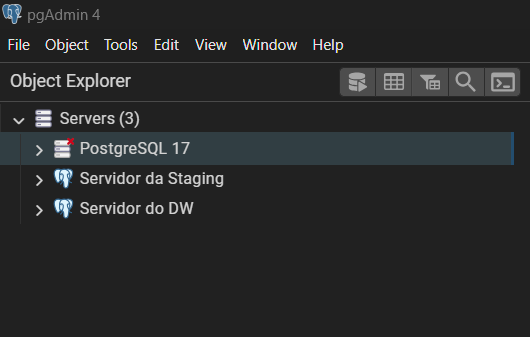 pgAdmin 4
File Object Tools Edit View Window Help
Object Explorer
Servers (3)
PostgreSQL 17
Servidor da Staging
Servidor do DW